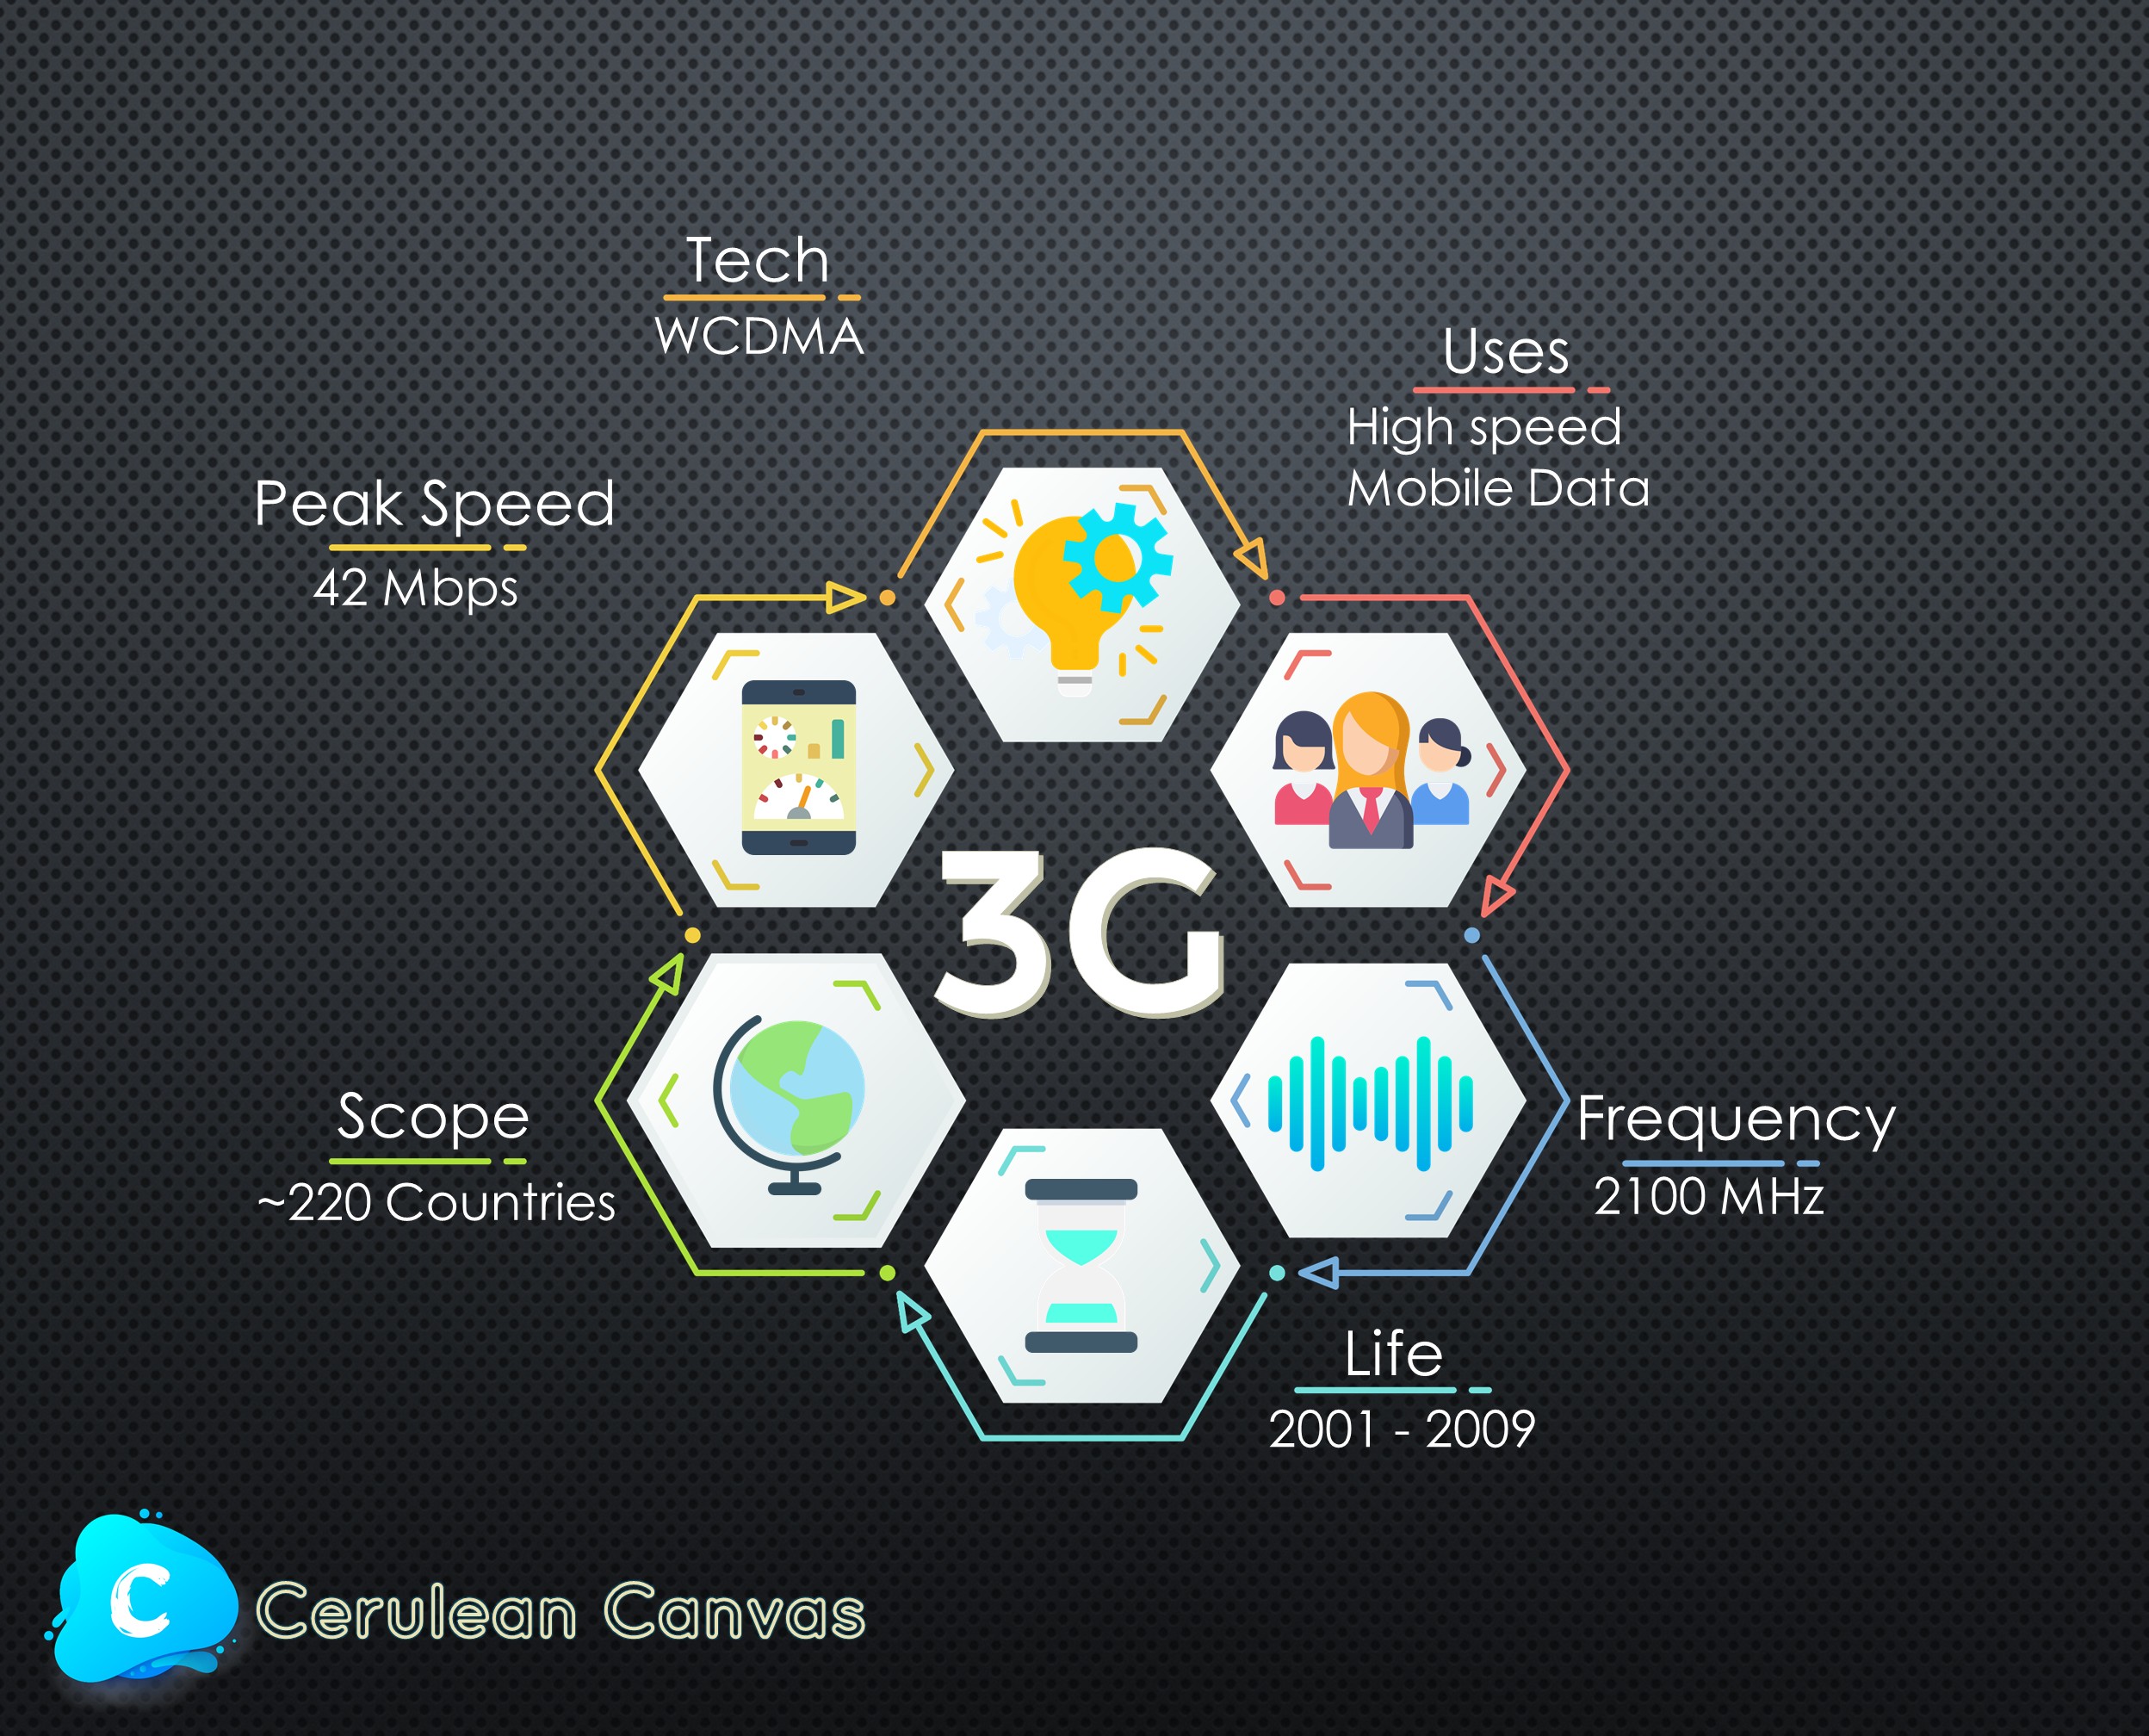 Tech
WCDMA
Uses
High speed
Mobile Data
Peak Speed
42 Mbps
3G
Scope
~220 Countries
Frequency
2100 MHz
Life
2001 - 2009
C
Cerulean Canvas